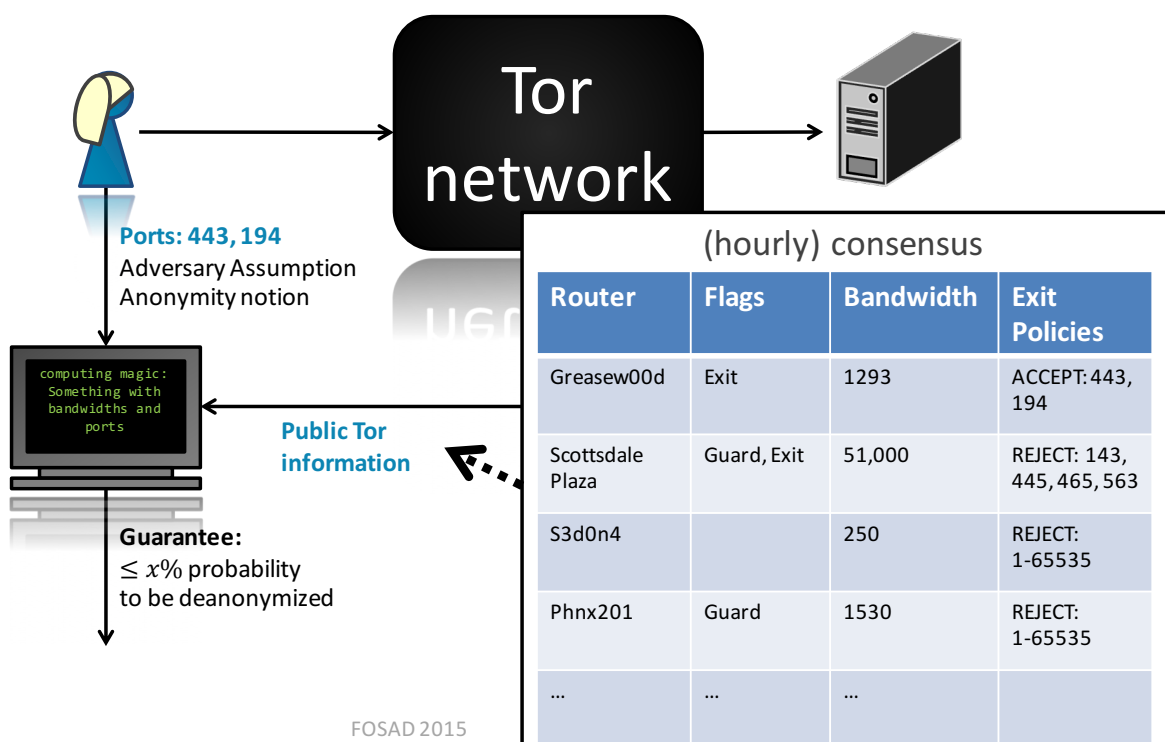 Tor
network
Ports: 443, 194
Adversary Assumption
Anonymity notion
computing magic:
Something with
bandwidths and
ports
Public Tor
information
Guarantee:
≤ x% probability
to be deanonymized
(hourly) consensus
Router Flags Bandwidth Exit
Policies
Greasew00d Exit 1293 ACCEPT: 443,
194
Scottsdale Guard, Exit 51,000 REJECT: 143,
Plaza 445, 465, 563
S3d0n4 250 REJECT:
1-65535
Phnx201 Guard 1530 REJECT:
1-65535
… … …
FOSAD 2015